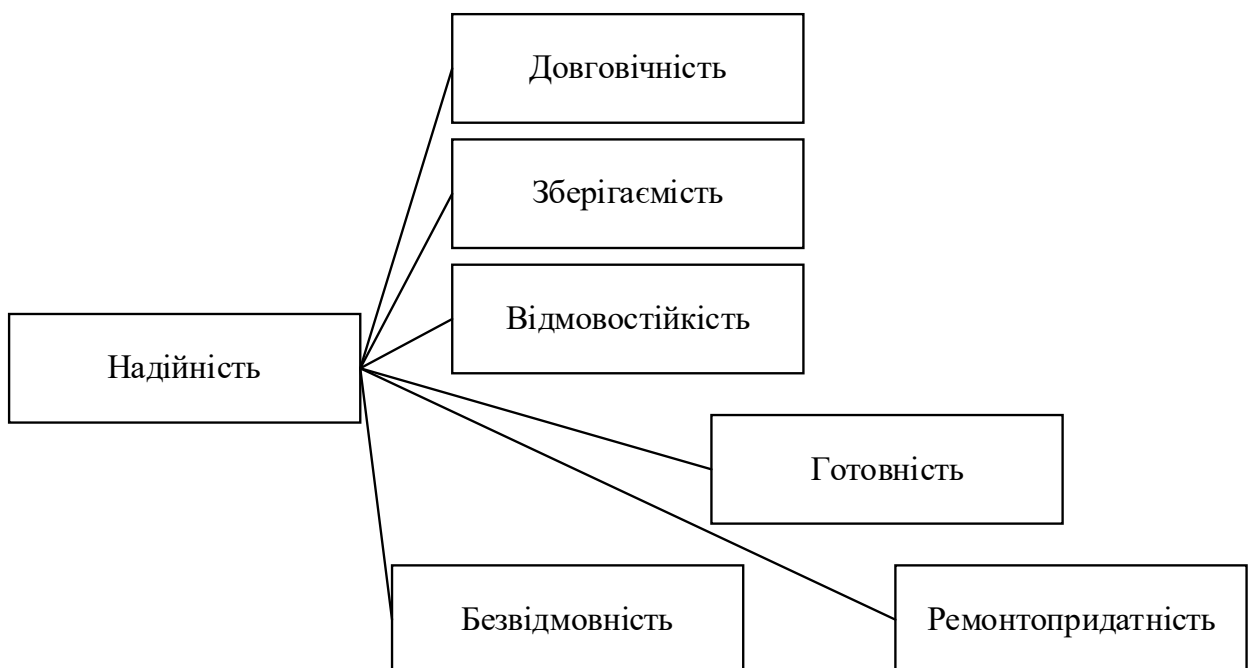 Довговічність
Зберігаємість
Відмовостійкість
Надійність
Готовність
Безвідмовність
Ремонтопридатність